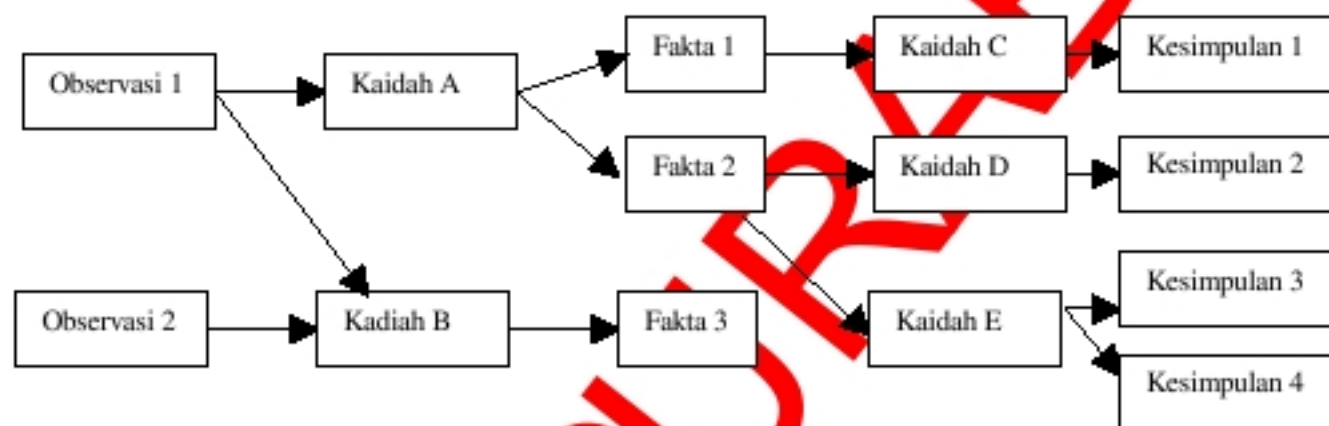 Observasi 1
Kaidah A
Fakta 1
Kaidah C
Kesimpulan 1
Fakta 2
Kaidah D
Kesimpulan 2
Observasi 2
Kadiah B
Fakta 3
Kaidah E
Kesimpulan 3
Kesimpulan 4